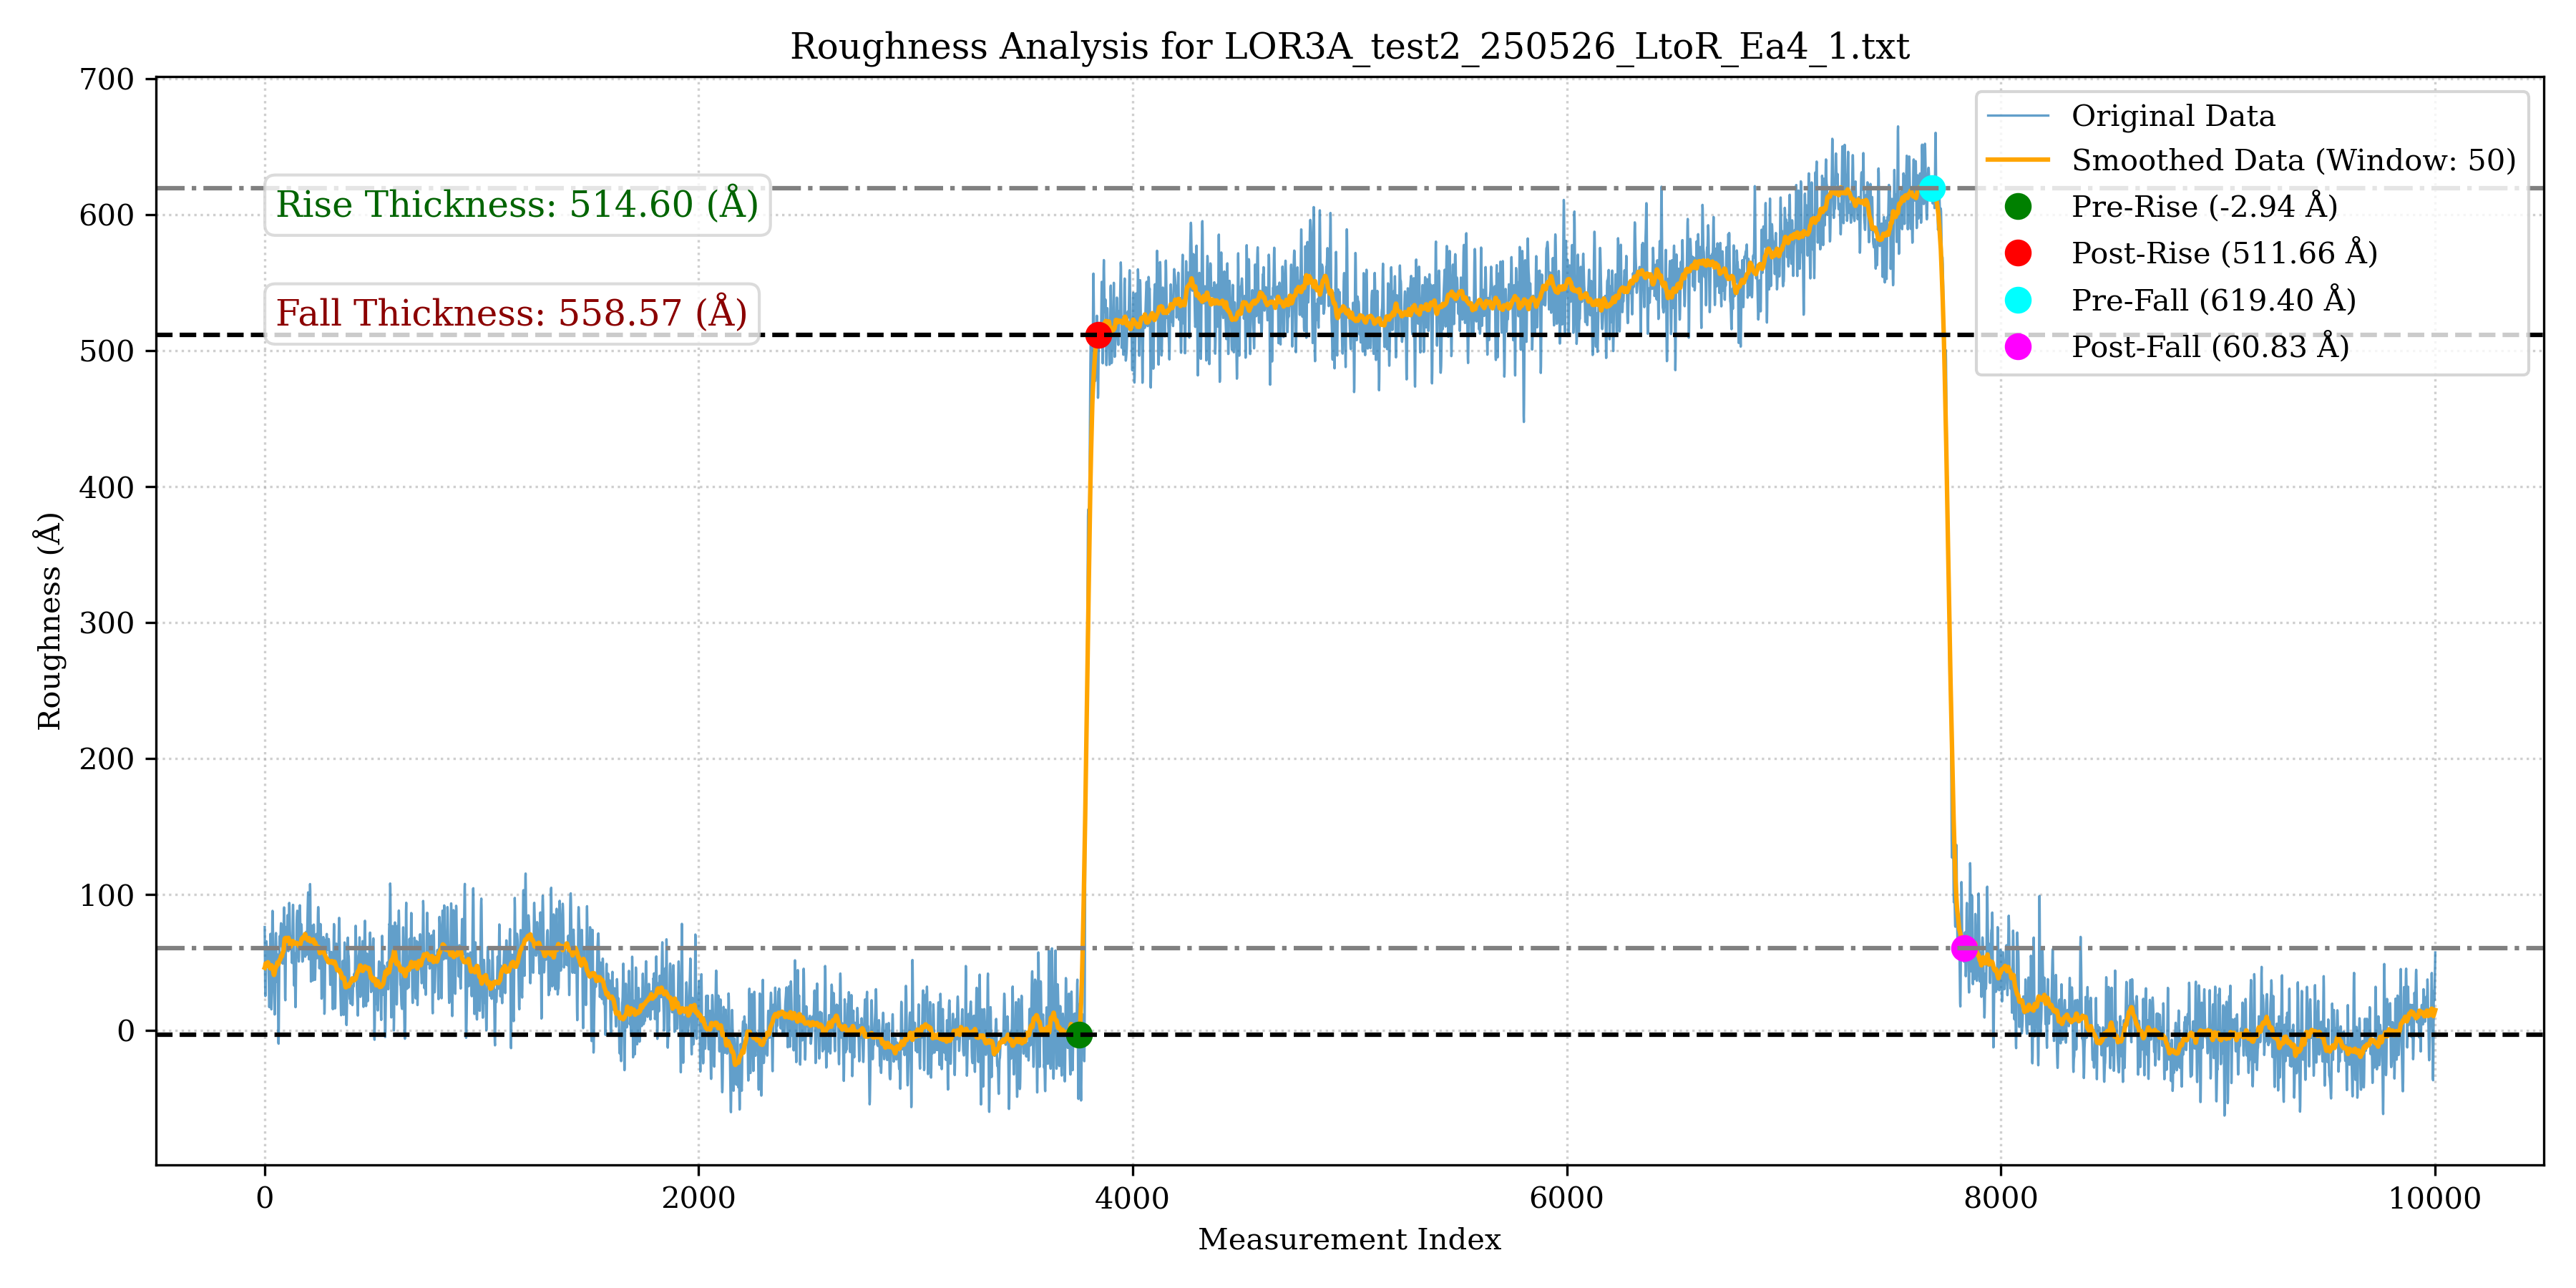 Roughness Analysis for LOR3A_test2_250526_LtoR_Ea4_1.txt
700
600
500
400
300
200
100
0
Roughness (Å)
Rise Thickness: 514.60 (Å)
Fall Thickness: 558.57 (Å)
Original Data
Smoothed Data (Window: 50)
Pre-Rise (-2.94 Å)
Post-Rise (511.66 Å)
Pre-Fall (619.40 Å)
Post-Fall (60.83 Å)
0 2000 4000 6000 8000 10000
Measurement Index